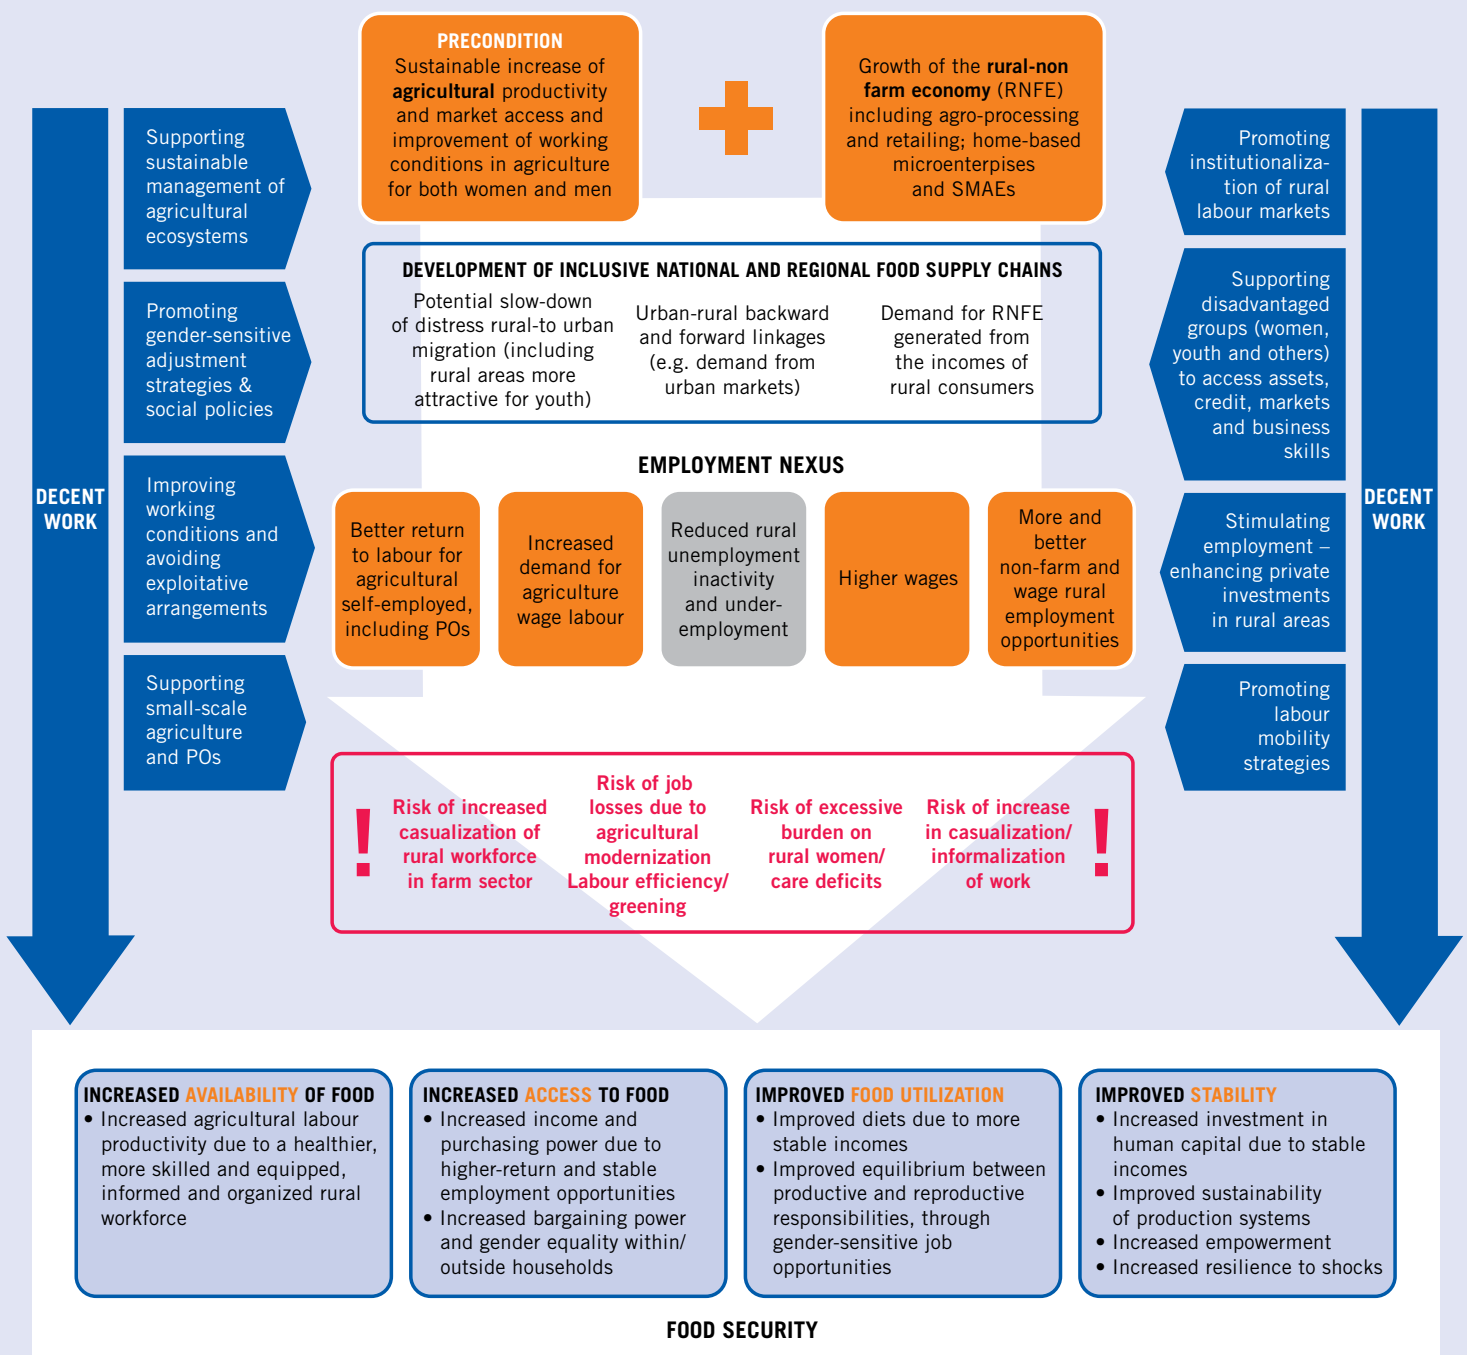 PRECONDITION
Sustainable increase of
agricultural productivity
and market access and
improvement of working
conditions in agriculture
for both women and men
Growth of the rural-non
farm economy (RNFE)
including agro-processing
and retailing; home-based
microenterpises
and SMAEs
DECENT
WORK
Supporting
sustainable
management of
agricultural
ecosystems
Promoting
gender-sensitive
adjustment
strategies &
social policies
Improving
working
conditions and
avoiding
exploitative
arrangements
Supporting
small-scale
agriculture
and POs
DEVELOPMENT OF INCLUSIVE NATIONAL AND REGIONAL FOOD SUPPLY CHAINS
Potential slow-down
of distress rural-to urban
migration (including
rural areas more
attractive for youth)
Urban-rural backward
and forward linkages
(e.g. demand from
urban markets)
Demand for RNFE
generated from
the incomes of
rural consumers
EMPLOYMENT NEXUS
Better return
to labour for
agricultural
self-employed,
including POs
Increased
demand for
agriculture
wage labour
Reduced rural
unemployment
inactivity
and under-
employment
Higher wages
More and
better
non-farm and
wage rural
employment
opportunities
Promoting
institutionaliza-
tion of rural
labour markets
Supporting
disadvantaged
groups (women,
youth and others)
to access assets,
credit, markets
and business
skills
Stimulating
employment –
enhancing private
investments
in rural areas
Promoting
labour
mobility
strategies
DECENT
WORK
!
Risk of increased
casualization of
rural workforce
in farm sector
Risk of job
losses due to
agricultural
modernization
Labour efficiency/
greening
Risk of excessive
burden on
rural women/
care deficits
Risk of increase
in casualization/
informalization
of work
!
INCREASED AVAILABILITY OF FOOD
• Increased agricultural labour
productivity due to a healthier,
more skilled and equipped,
informed and organized rural
workforce
INCREASED ACCESS TO FOOD
• Increased income and
purchasing power due to
higher-return and stable
employment opportunities
• Increased bargaining power
and gender equality within/
outside households
IMPROVED FOOD UTILIZATION
• Improved diets due to more
stable incomes
• Improved equilibrium between
productive and reproductive
responsibilities, through
gender-sensitive job
opportunities
IMPROVED STABILITY
• Increased investment in
human capital due to stable
incomes
• Improved sustainability
of production systems
• Increased empowerment
• Increased resilience to shocks
FOOD SECURITY